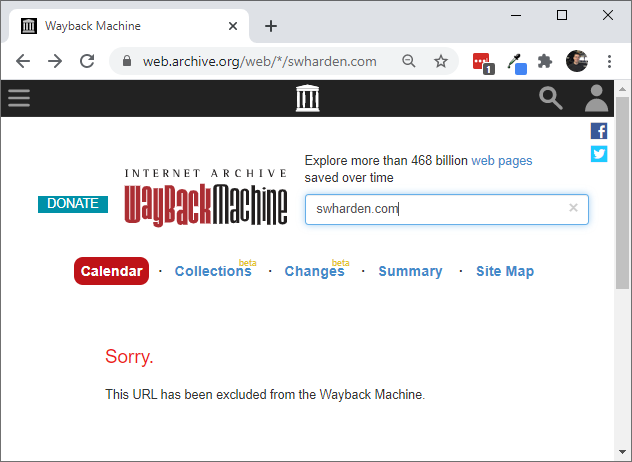 Wayback Machine
web.archive.org/web/*/swharden.com
1
Explore more than 468 billion web pages
saved over time
DONATE
INTERNET ARCHIVE
WayBackMachine
swharden.com
Calendar · Collections beta · Changes beta · Summary · Site Map
Sorry.
This URL has been excluded from the Wayback Machine.